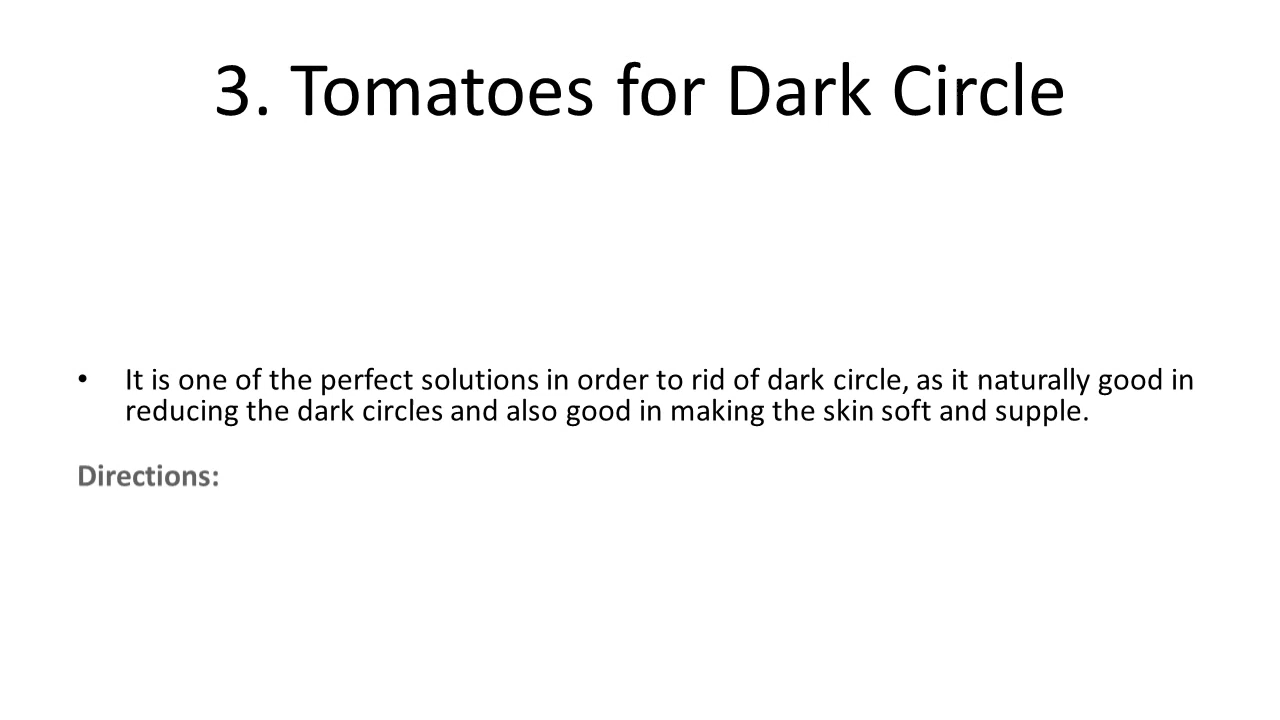 3. Tomatoes for Dark Circle
• It is one of the perfect solutions in order to rid of dark circle, as it naturally good in
reducing the dark circles and also good in making the skin soft and supple.
Directions: